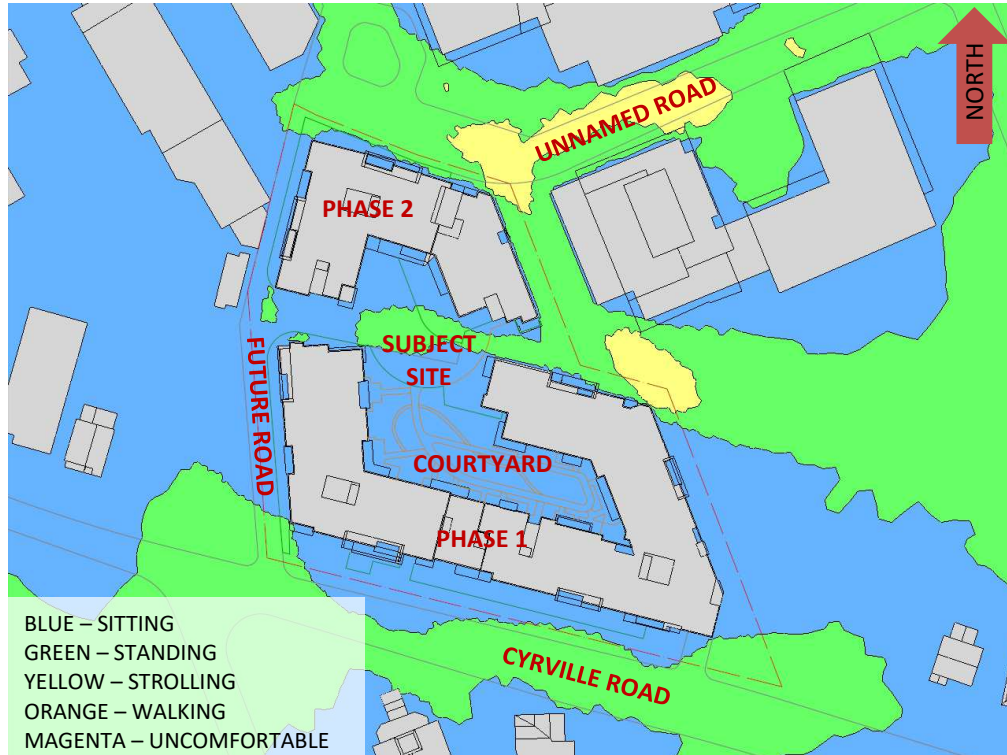 NORTH
UNNAMED ROAD
PHASE 2
SUBJECT
SITE
FUTURE ROAD
COURTYARD
PHASE 1
CYRVILLE ROAD
BLUE – SITTING
GREEN – STANDING
YELLOW – STROLLING
ORANGE – WALKING
MAGENTA – UNCOMFORTABLE